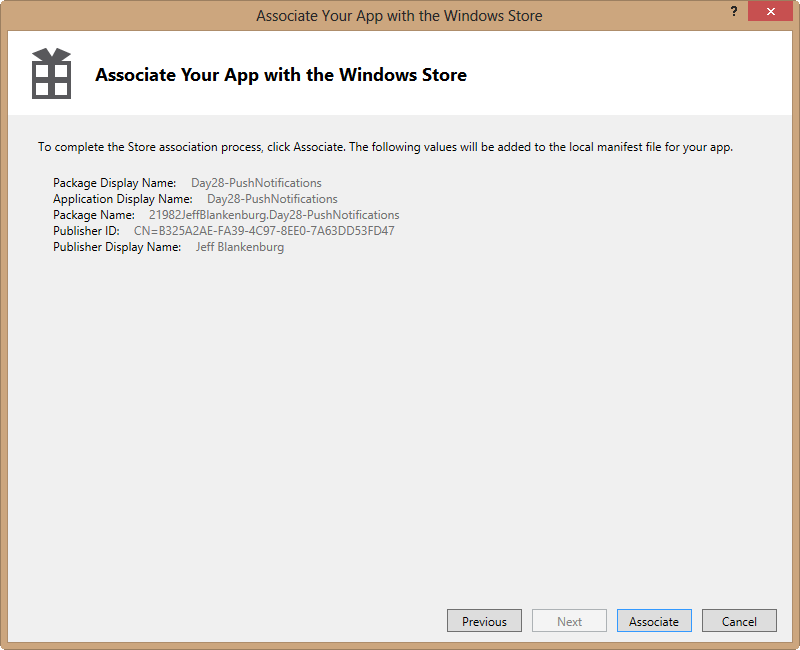 Associate Your App with the Windows Store
?
Associate Your App with the Windows Store
To complete the Store association process, click Associate. The following values will be added to the local manifest file for your app.
Package Display Name: Day28-PushNotifications
Application Display Name: Day28-PushNotifications
Package Name: 21982JeffBlankenburg.Day28-PushNotifications
Publisher ID: CN=B325A2AE-FA39-4C97-8EE0-7A63DD53FD47
Publisher Display Name: Jeff Blankenburg
Previous Next Associate Cancel